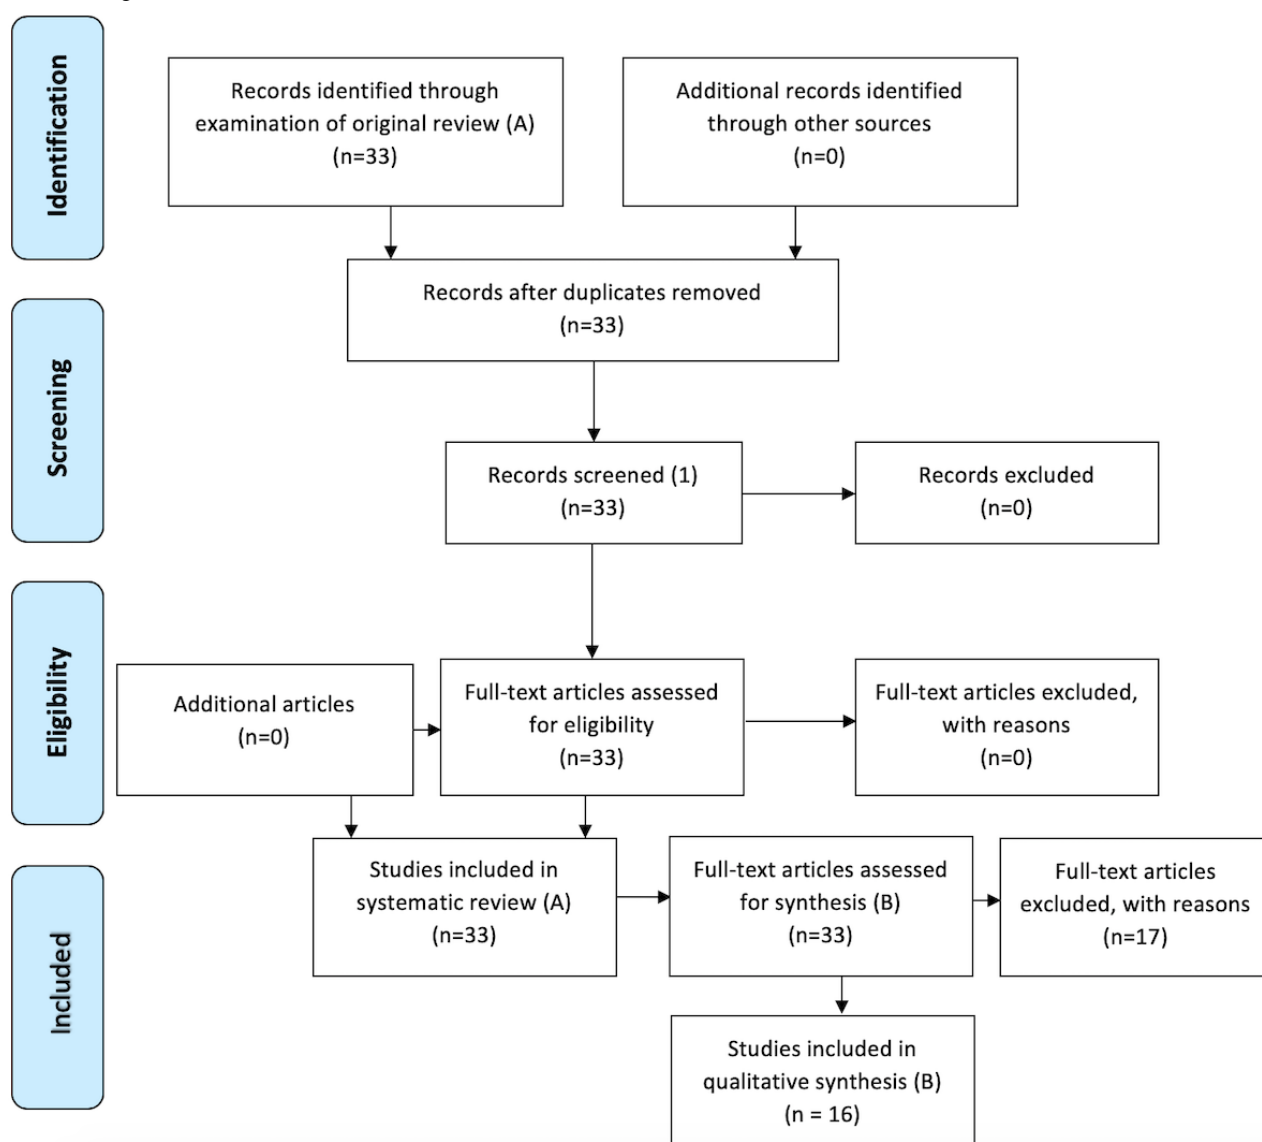 Identification
Records identified through
examination of original review (A)
(n=33)
Additional records identified
through other sources
(n=0)
Records after duplicates removed
(n=33)
Screening
Records screened (1)
(n=33)
Records excluded
(n=0)
Eligibility
Additional articles
(n=0)
Full-text articles assessed
for eligibility
(n=33)
Full-text articles excluded,
with reasons
(n=0)
Included
Studies included in
systematic review (A)
(n=33)
Full-text articles assessed
for synthesis (B)
(n=33)
Full-text articles
excluded, with reasons
(n=17)
Studies included in
qualitative synthesis (B)
(n = 16)